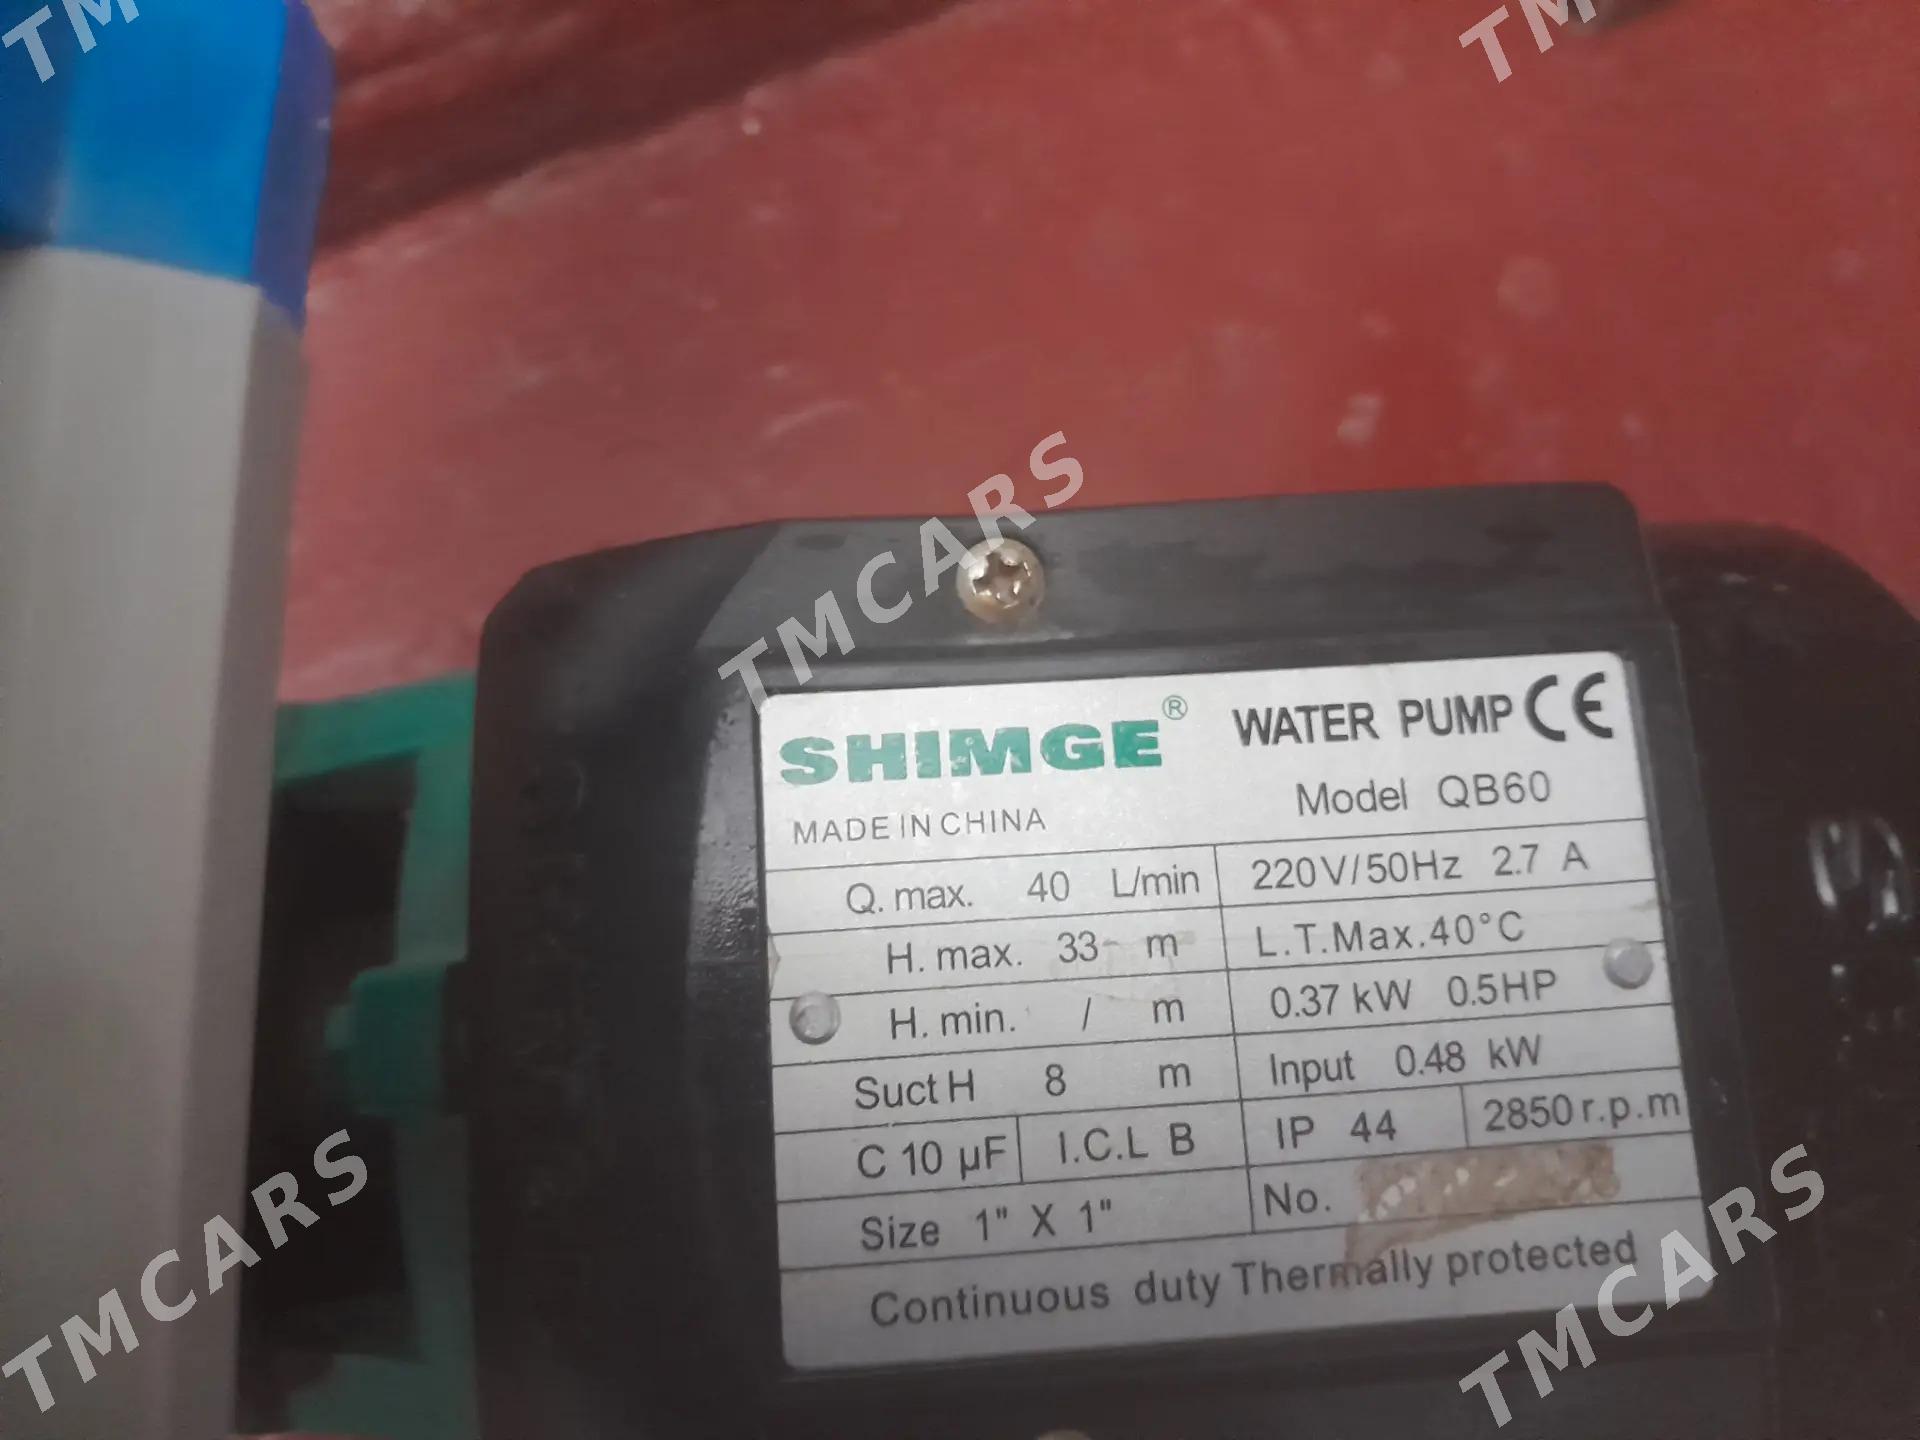 SHIMGE® WATER PUMP CE
MADE IN CHINA Model QB60
Q. max. 40 L/min 220V/50Hz 2.7 A
H. max. 33 m L.T.Max.40°C
H. min. / m 0.37 kW 0.5HP
Suct H 8 m Input 0.48 kW
C 10 µF I.C.L B IP 44 2850 r.p.m
Size 1" X 1" No.
Continuous duty Thermally protected
TMCARS
TMCARS
TMCARS
TM
TM